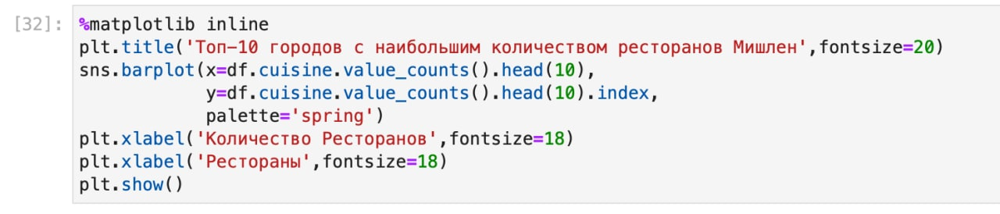 [32]: %matplotlib inline
plt.title('Топ-10 городов с наибольшим количеством ресторанов Мишлен',fontsize=20)
sns.barplot(x=df.cuisine.value_counts().head(10),
            y=df.cuisine.value_counts().head(10).index,
            palette='spring')
plt.xlabel('Количество Ресторанов',fontsize=18)
plt.xlabel('Рестораны',fontsize=18)
plt.show()